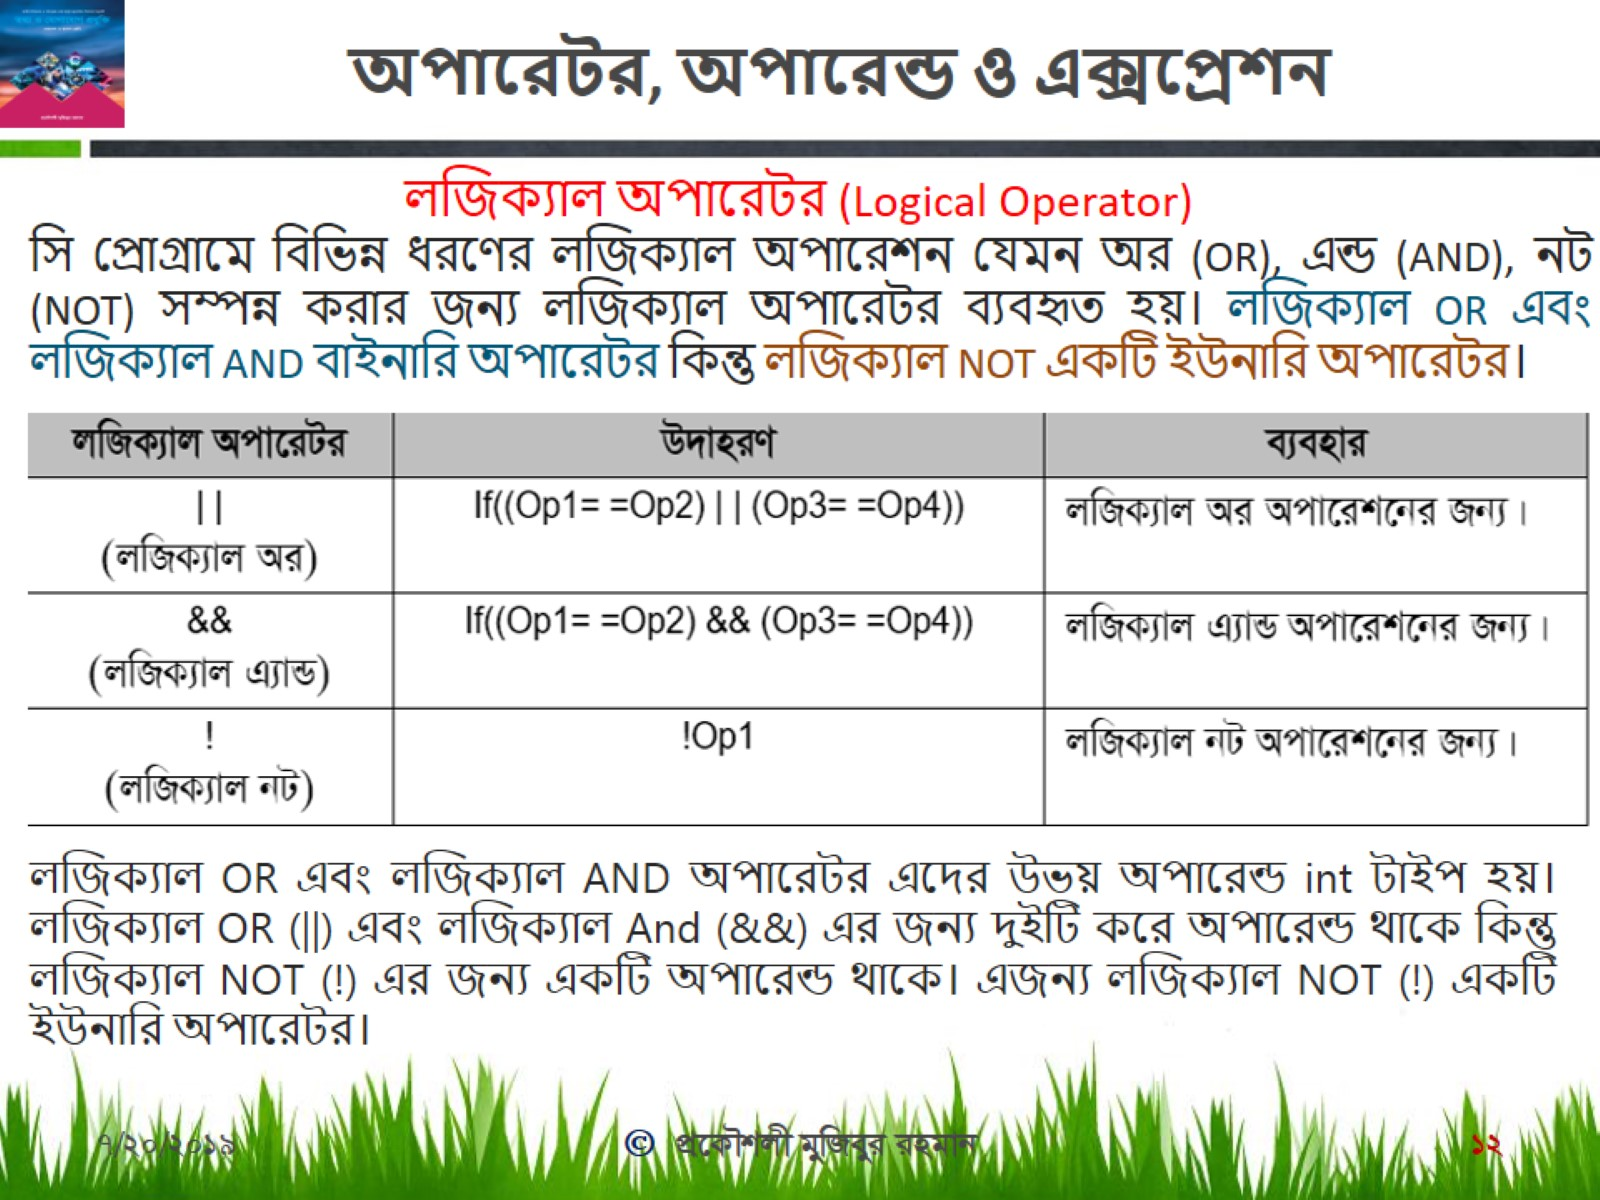 অপারেটর, অপারেন্ড ও এক্সপ্রেশন
লজিক্যাল অপারেটর (Logical Operator)
সি প্রোগ্রামে বিভিন্ন ধরণের লজিক্যাল অপারেশন যেমন অর (OR), এন্ড (AND), নট
(NOT) সম্পন্ন করার জন্য লজিক্যাল অপারেটর ব্যবহৃত হয়। লজিক্যাল OR এবং
লজিক্যাল AND বাইনারি অপারেটর কিন্তু লজিক্যাল NOT একটি ইউনারি অপারেটর।
লজিক্যাল অপারেটর উদাহরণ ব্যবহার
|| If((Op1= =Op2) || (Op3= =Op4)) লজিক্যাল অর অপারেশনের জন্য।
(লজিক্যাল অর)
&& If((Op1= =Op2) && (Op3= =Op4)) লজিক্যাল এ্যান্ড অপারেশনের জন্য।
(লজিক্যাল এ্যান্ড)
! !Op1 লজিক্যাল নট অপারেশনের জন্য।
(লজিক্যাল নট)
লজিক্যাল OR এবং লজিক্যাল AND অপারেটর এদের উভয় অপারেন্ড int টাইপ হয়।
লজিক্যাল OR (||) এবং লজিক্যাল And (&&) এর জন্য দুইটি করে অপারেন্ড থাকে কিন্তু
লজিক্যাল NOT (!) এর জন্য একটি অপারেন্ড থাকে। এজন্য লজিক্যাল NOT (!) একটি
ইউনারি অপারেটর।
৭/২০/২০১৯ © প্রকৌশলী মুজিবুর রহমান ১২